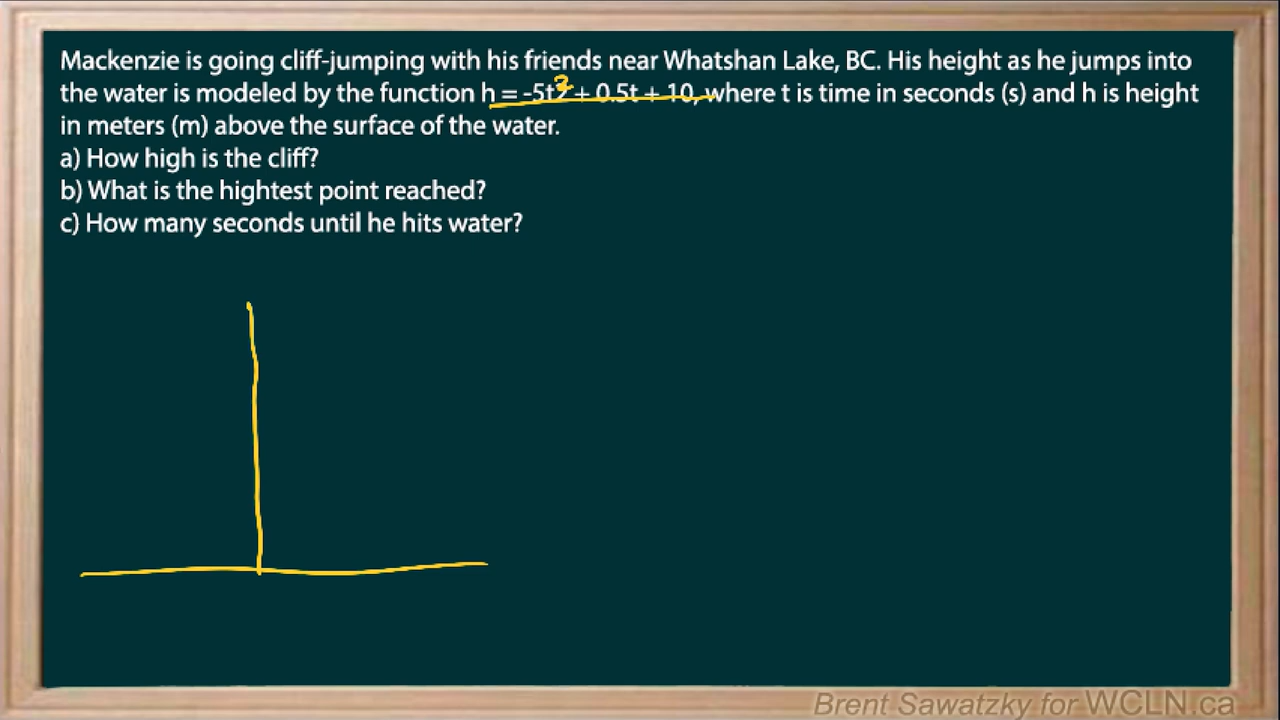 Mackenzie is going cliff-jumping with his friends near Whatshan Lake, BC. His height as he jumps into
the water is modeled by the function h = -5t² + 0.5t + 10, where t is time in seconds (s) and h is height
in meters (m) above the surface of the water.
a) How high is the cliff?
b) What is the highest point reached?
c) How many seconds until he hits water?
Brent Sawatzky for WCLN.ca